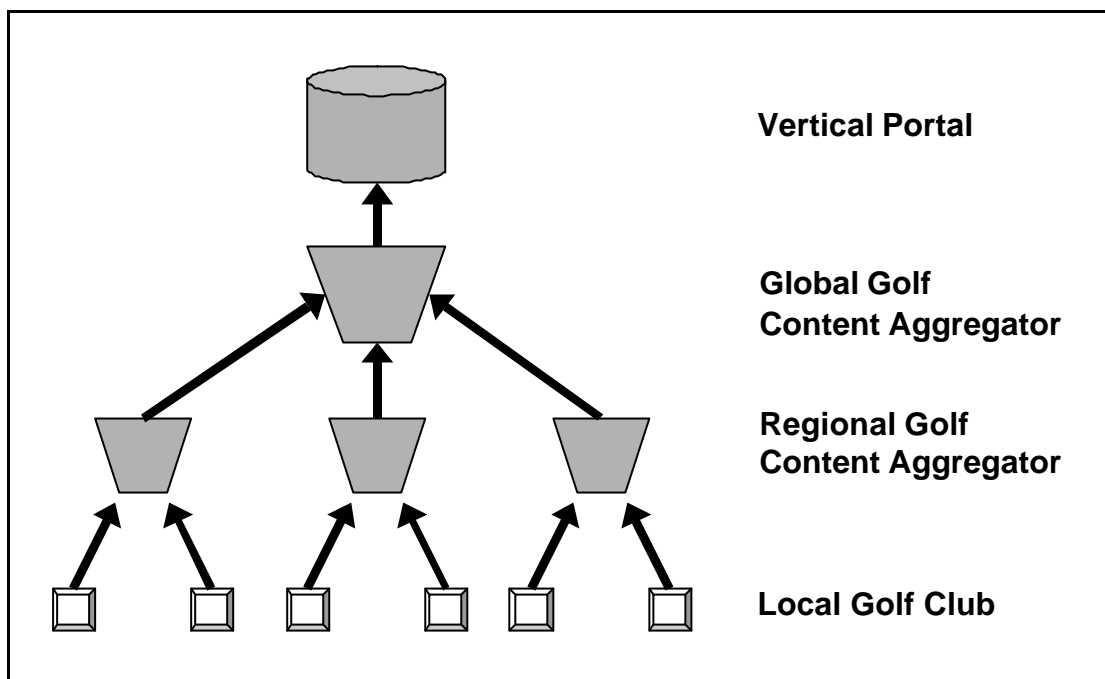 Vertical Portal
Global Golf
Content Aggregator
Regional Golf
Content Aggregator
Local Golf Club